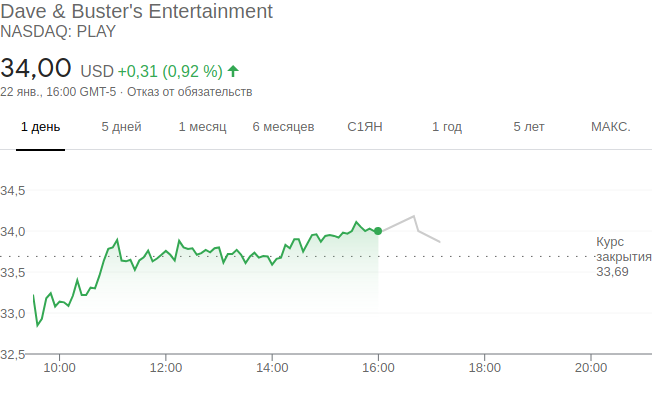 Dave & Buster's Entertainment
NASDAQ: PLAY
34,00 USD +0,31 (0,92 %)
22 янв., 16:00 GMT-5 · Отказ от обязательств
1 день 5 дней 1 месяц 6 месяцев С1ЯН 1 год 5 лет МАКС.
34,5
34,0
Курс
закрытия
33,69
33,5
33,0
32,5
10:00 12:00 14:00 16:00 18:00 20:00